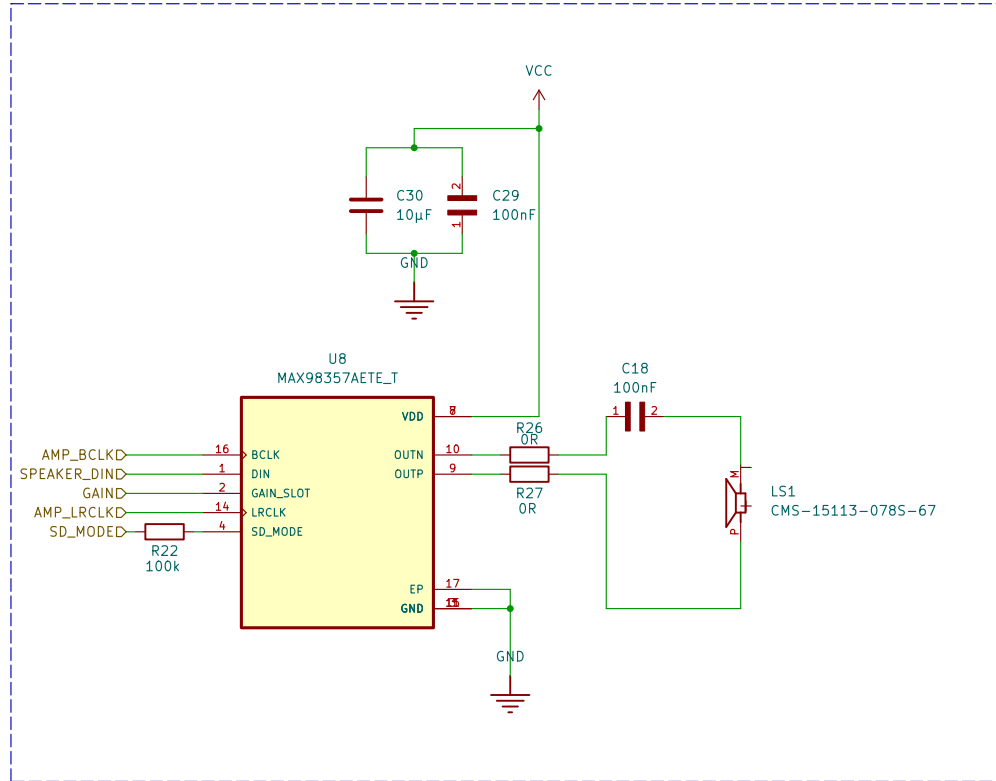 VCC
C30
10µF
2
1
C29
100nF
GND
U8
MAX98357AETE_T
C18
100nF
1
2
VDD
R26
0R
AMP_BCLK
16
BCLK
OUTN
10
SPEAKER_DIN
1
DIN
OUTP
9
GAIN
2
GAIN_SLOT
R27
0R
AMP_LRCLK
14
LRCLK
SD_MODE
4
SD_MODE
R22
100k
M
P
LS1
CMS-15113-078S-67
EP
17
GND
GND